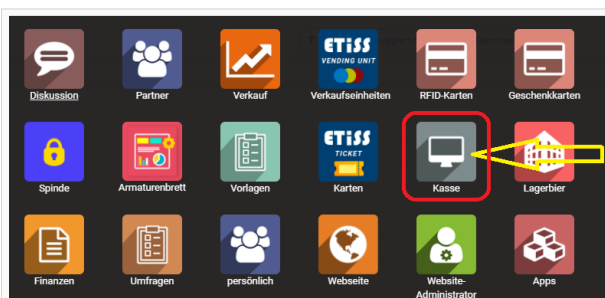 ETiSS
VENDING UNIT
Diskussion Partner Verkauf Verkaufseinheiten RFID-Karten Geschenkkarten
ETiSS
TICKET
Spinde Armaturenbrett Vorlagen Karten Kasse Lagerbier
Finanzen Umfragen persönlich Webseite Website- Apps
Administrator